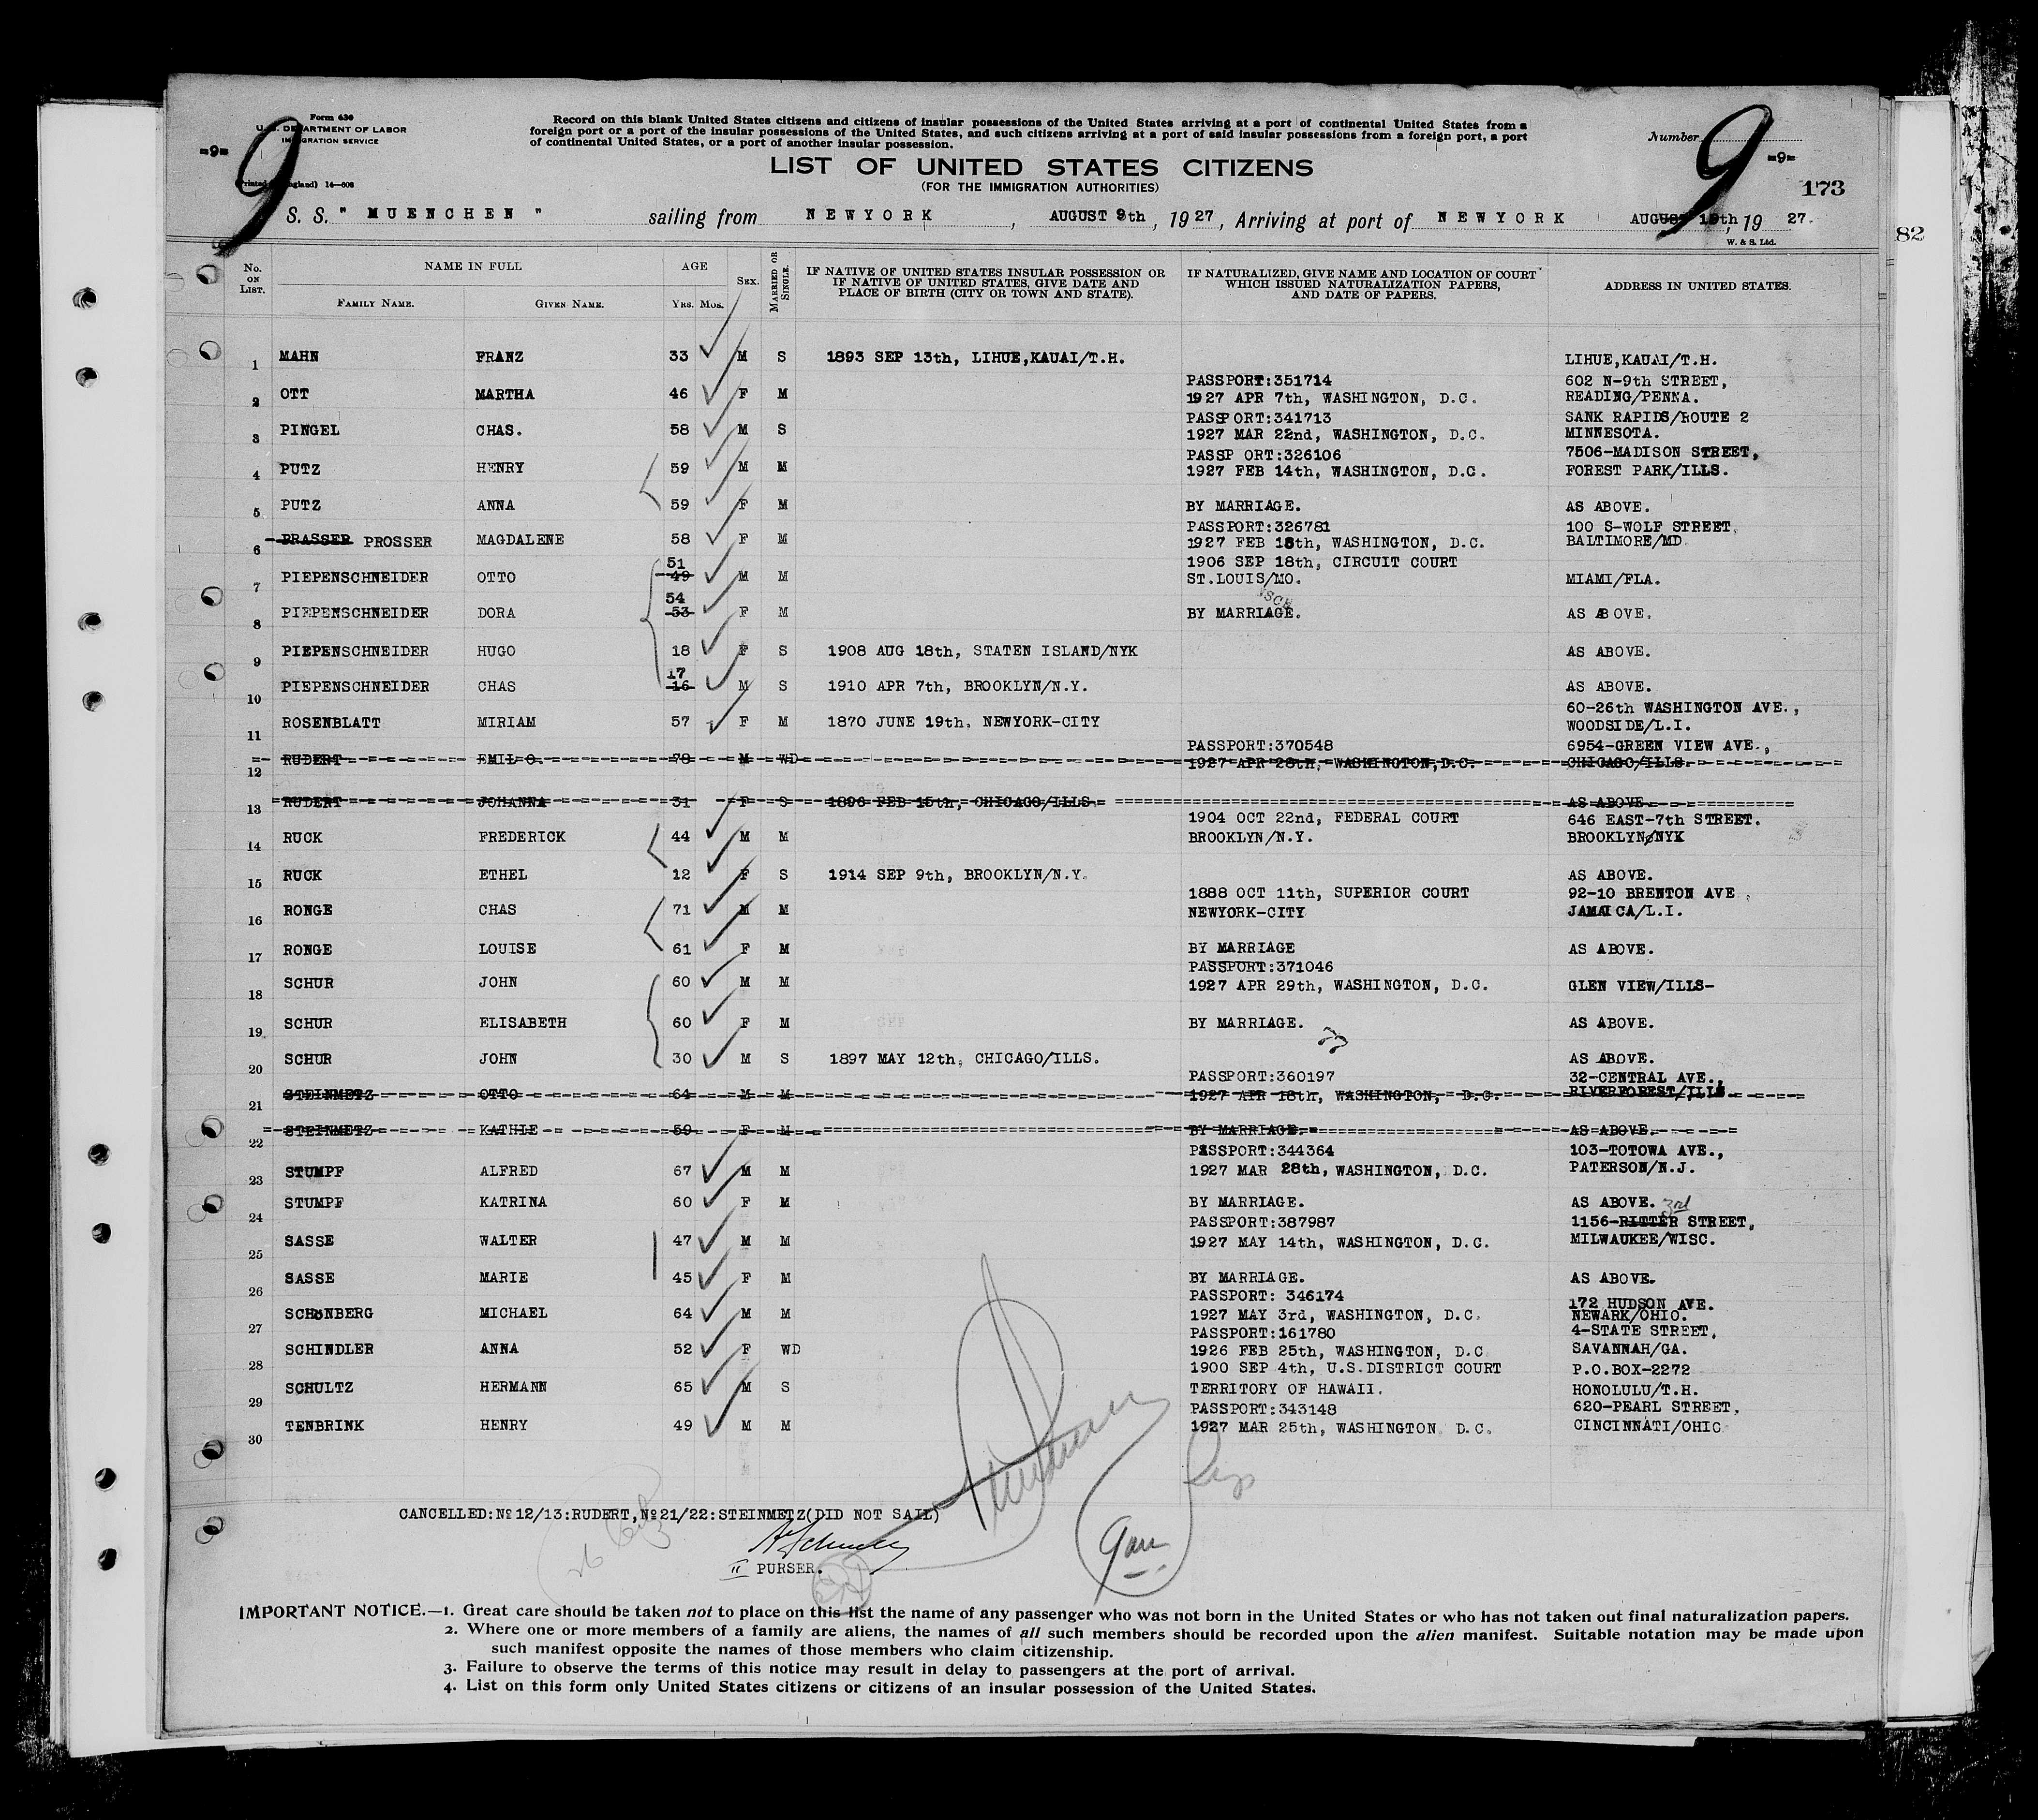 Form 630
U. S. DEPARTMENT OF LABOR
IMMIGRATION SERVICE
=9=
9
Record on this blank United States citizens and citizens of insular possessions of the United States arriving at a port of continental United States from a
foreign port or a port of the insular possessions of the United States, and such citizens arriving at a port of said insular possessions from a foreign port, a port
of continental United States, or a port of another insular possession.
Number
9
=9=
173
82
LIST OF UNITED STATES CITIZENS
(FOR THE IMMIGRATION AUTHORITIES)
14—608
S. S. " MUENCHEN " sailing from NEWYORK, AUGUST 9th, 1927, Arriving at port of NEWYORK AUGUST 19th, 1927.
W. & S. Ltd.
No. ON LIST. NAME IN FULL AGE SEX. MARRIED OR SINGLE. IF NATIVE OF UNITED STATES INSULAR POSSESSION OR IF NATIVE OF UNITED STATES, GIVE DATE AND PLACE OF BIRTH (CITY OR TOWN AND STATE). IF NATURALIZED, GIVE NAME AND LOCATION OF COURT WHICH ISSUED NATURALIZATION PAPERS, AND DATE OF PAPERS. ADDRESS IN UNITED STATES.
FAMILY NAME. GIVEN NAME. YRS. MOS.
1 MAHN FRANZ 33 M S 1893 SEP 13th, LIHUE,KAUAI/T.H. LIHUE,KAUAI/T.H.
PASSPORT:351714 602 N-9th STREET,
2 OTT MARTHA 46 F M 1927 APR 7th, WASHINGTON, D.C. READING/PENNA.
PASSPORT:341713 SANK RAPIDS/ROUTE 2
3 PINGEL CHAS. 58 M S 1927 MAR 22nd, WASHINGTON, D.C. MINNESOTA.
PASSP ORT:326106 7506-MADISON STREET,
4 PUTZ HENRY 59 M M 1927 FEB 14th, WASHINGTON, D.C. FOREST PARK/ILLS.
5 PUTZ ANNA 59 F M BY MARRIAGE. AS ABOVE.
PASSPORT:326781 100 S-WOLF STREET,
6 PRASSER PROSSER MAGDALENE 58 F M 1927 FEB 18th, WASHINGTON, D.C. BALTIMORE/MD.
51 1906 SEP 18th, CIRCUIT COURT
7 PIEPENSCHNEIDER OTTO 49 M M ST.LOUIS/MO. MIAMI/FLA.
54
8 PIEPENSCHNEIDER DORA 53 F M BY MARRIAGE. AS ABOVE.
9 PIEPENSCHNEIDER HUGO 18 F S 1908 AUG 18th, STATEN ISLAND/NYK AS ABOVE.
17
10 PIEPENSCHNEIDER CHAS 16 M S 1910 APR 7th, BROOKLYN/N.Y. AS ABOVE.
60-26th WASHINGTON AVE.,
11 ROSENBLATT MIRIAM 57 F M 1870 JUNE 19th, NEWYORK-CITY WOODSIDE/L.I.
PASSPORT:370548 6954-GREEN VIEW AVE.,
12 RUDERT EMIL O. 78 M WD 1927 APR 28th, WASHINGTON,D.C. CHICAGO/ILLS.
13 RUDERT JOHANNA 31 F S 1896 FEB 15th, CHICAGO/ILLS. AS ABOVE.
1904 OCT 22nd, FEDERAL COURT 646 EAST-7th STREET.
14 RUCK FREDERICK 44 M M BROOKLYN/N.Y. BROOKLYN/NYK
15 RUCK ETHEL 12 F S 1914 SEP 9th, BROOKLYN/N.Y. AS ABOVE.
1888 OCT 11th, SUPERIOR COURT 92-10 BRENTON AVE.
16 RONGE CHAS 71 M M NEWYORK-CITY JAMAICA/L.I.
17 RONGE LOUISE 61 F M BY MARRIAGE AS ABOVE.
PASSPORT:371046
18 SCHUR JOHN 60 M M 1927 APR 29th, WASHINGTON, D.C. GLEN VIEW/ILLS-
19 SCHUR ELISABETH 60 F M BY MARRIAGE. AS ABOVE.
20 SCHUR JOHN 30 M S 1897 MAY 12th, CHICAGO/ILLS. AS ABOVE.
PASSPORT:360197 32-CENTRAL AVE.,
21 STEINMETZ OTTO 64 M M 1927 APR 18th, WASHINGTON, D.C. RIVERFOREST/ILLS.
22 STEINMETZ KATHIE 59 F M BY MARRIAGE. AS ABOVE.
PASSPORT:344364 103-TOTOWA AVE.,
23 STUMPF ALFRED 67 M M 1927 MAR 28th, WASHINGTON, D.C. PATERSON/N.J.
24 STUMPF KATRINA 60 F M BY MARRIAGE. AS ABOVE.
3rd
PASSPORT:387987 1156-RITTER STREET,
25 SASSE WALTER 47 M M 1927 MAY 14th, WASHINGTON, D.C. MILWAUKEE/WISC.
26 SASSE MARIE 45 F M BY MARRIAGE. AS ABOVE.
PASSPORT: 346174 172 HUDSON AVE.
27 SCHöNBERG MICHAEL 64 M M 1927 MAY 3rd, WASHINGTON, D.C. NEWARK/OHIO.
PASSPORT:161780 4-STATE STREET,
28 SCHINDLER ANNA 52 F WD 1926 FEB 25th, WASHINGTON, D.C SAVANNAH/GA.
1900 SEP 4th, U.S.DISTRICT COURT P.O.BOX-2272
29 SCHULTZ HERMANN 65 M S TERRITORY OF HAWAII. HONOLULU/T.H.
PASSPORT:343148 620-PEARL STREET,
30 TENBRINK HENRY 49 M M 1927 MAR 25th, WASHINGTON D.C. CINCINNATI/OHIO
CANCELLED:No 12/13:RUDERT,No 21/22:STEINMETZ(DID NOT SAIL)
II PURSER.
IMPORTANT NOTICE.—1. Great care should be taken not to place on this list the name of any passenger who was not born in the United States or who has not taken out final naturalization papers.
2. Where one or more members of a family are aliens, the names of all such members should be recorded upon the alien manifest. Suitable notation may be made upon
such manifest opposite the names of those members who claim citizenship.
3. Failure to observe the terms of this notice may result in delay to passengers at the port of arrival.
4. List on this form only United States citizens or citizens of an insular possession of the United States.